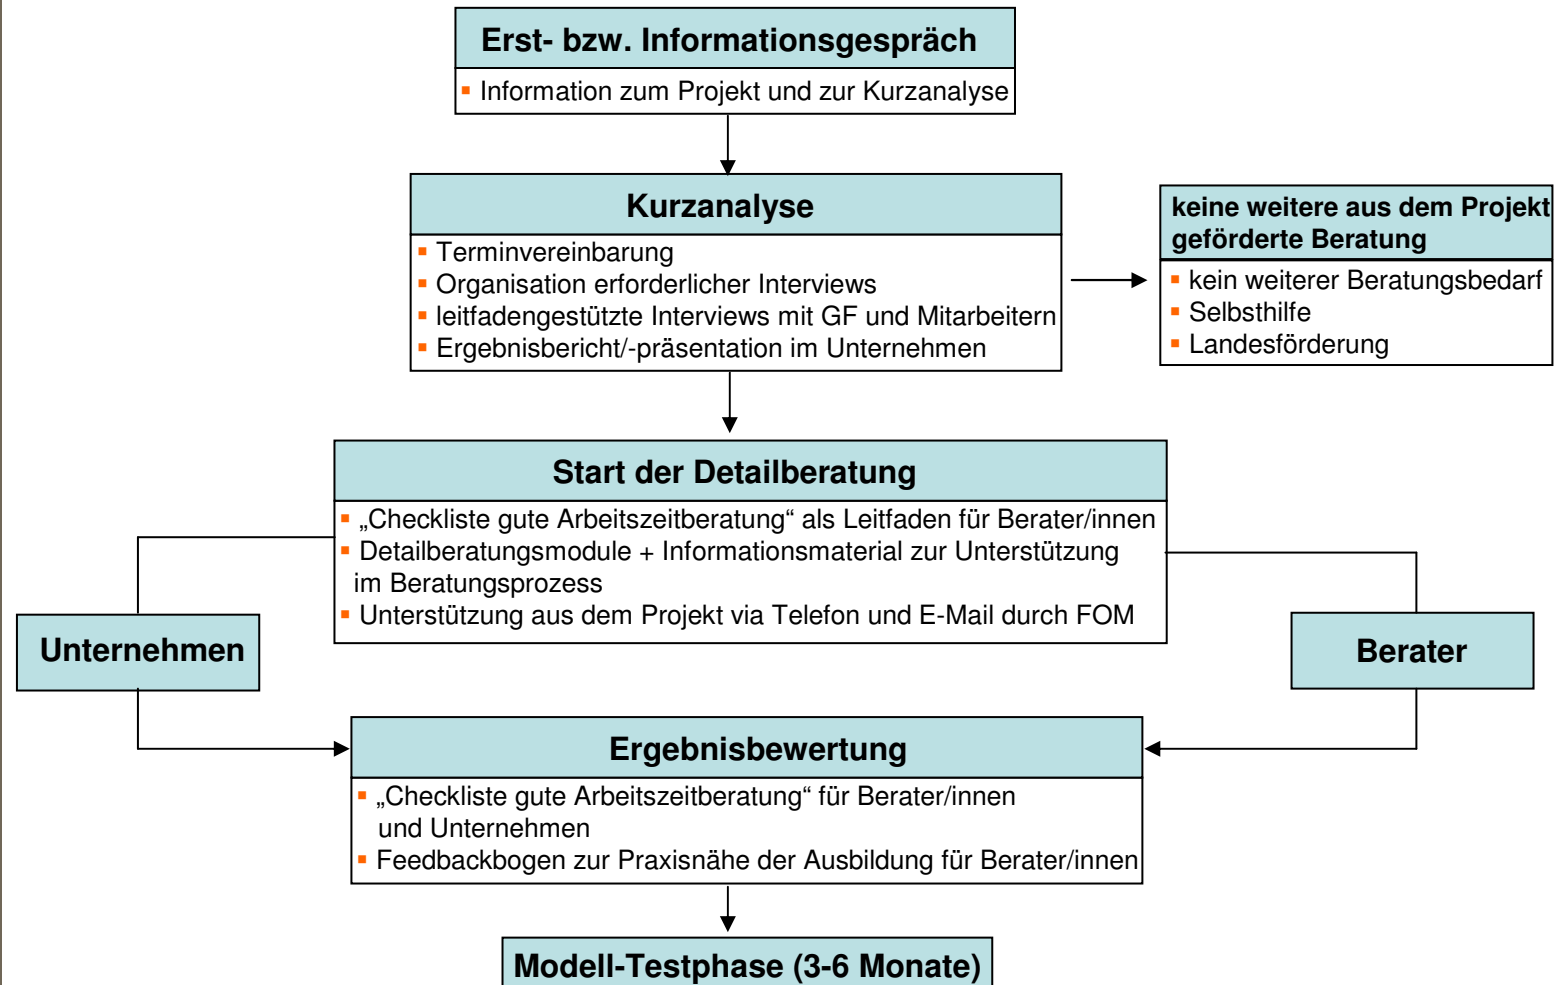 Erst- bzw. Informationsgespräch
▪ Information zum Projekt und zur Kurzanalyse
Kurzanalyse
▪ Terminvereinbarung
▪ Organisation erforderlicher Interviews
▪ leitfadengestützte Interviews mit GF und Mitarbeitern
▪ Ergebnisbericht/-präsentation im Unternehmen
keine weitere aus dem Projekt
geförderte Beratung
▪ kein weiterer Beratungsbedarf
▪ Selbsthilfe
▪ Landesförderung
Start der Detailberatung
▪ „Checkliste gute Arbeitszeitberatung“ als Leitfaden für Berater/innen
▪ Detailberatungsmodule + Informationsmaterial zur Unterstützung
im Beratungsprozess
▪ Unterstützung aus dem Projekt via Telefon und E-Mail durch FOM
Unternehmen
Berater
Ergebnisbewertung
▪ „Checkliste gute Arbeitszeitberatung“ für Berater/innen
und Unternehmen
▪ Feedbackbogen zur Praxisnähe der Ausbildung für Berater/innen
Modell-Testphase (3-6 Monate)